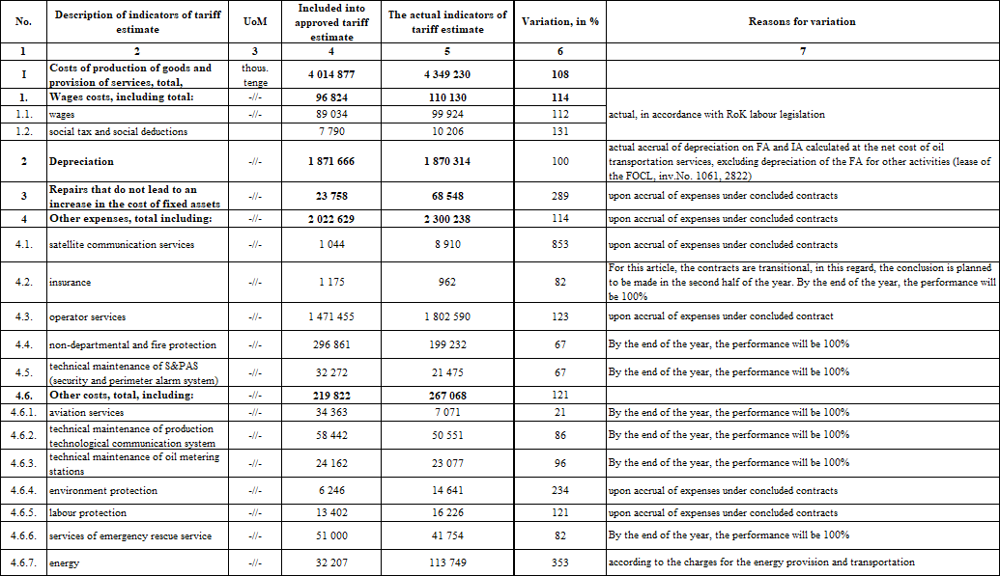 No. Description of indicators of tariff estimate UoM Included into approved tariff estimate The actual indicators of tariff estimate Variation, in % Reasons for variation
1 2 3 4 5 6 7
I Costs of production of goods and provision of services, total, thous. tenge 4 014 877 4 349 230 108
1. Wages costs, including total: -//- 96 824 110 130 114 actual, in accordance with RoK labour legislation
1.1. wages -//- 89 034 99 924 112
1.2. social tax and social deductions 7 790 10 206 131
2 Depreciation -//- 1 871 666 1 870 314 100 actual accrual of depreciation on FA and IA calculated at the net cost of oil transportation services, excluding depreciation of the FA for other activities (lease of the FOCL, inv.No. 1061, 2822)
3 Repairs that do not lead to an increase in the cost of fixed assets -//- 23 758 68 548 289 upon accrual of expenses under concluded contracts
4 Other expenses, total including: -//- 2 022 629 2 300 238 114 upon accrual of expenses under concluded contracts
4.1. satellite communication services -//- 1 044 8 910 853 upon accrual of expenses under concluded contracts
4.2. insurance -//- 1 175 962 82 For this article, the contracts are transitional, in this regard, the conclusion is planned to be made in the second half of the year. By the end of the year, the performance will be 100%
4.3. operator services -//- 1 471 455 1 802 590 123 upon accrual of expenses under concluded contract
4.4. non-departmental and fire protection -//- 296 861 199 232 67 By the end of the year, the performance will be 100%
4.5. technical maintenance of S&PAS (security and perimeter alarm system) -//- 32 272 21 475 67 By the end of the year, the performance will be 100%
4.6. Other costs, total, including: -//- 219 822 267 068 121
4.6.1. aviation services -//- 34 363 7 071 21 By the end of the year, the performance will be 100%
4.6.2. technical maintenance of production technological communication system -//- 58 442 50 551 86 By the end of the year, the performance will be 100%
4.6.3. technical maintenance of oil metering stations -//- 24 162 23 077 96 By the end of the year, the performance will be 100%
4.6.4. environment protection -//- 6 246 14 641 234 upon accrual of expenses under concluded contracts
4.6.5. labour protection -//- 13 402 16 226 121 upon accrual of expenses under concluded contracts
4.6.6. services of emergency rescue service -//- 51 000 41 754 82 By the end of the year, the performance will be 100%
4.6.7. energy -//- 32 207 113 749 353 according to the charges for the energy provision and transportation